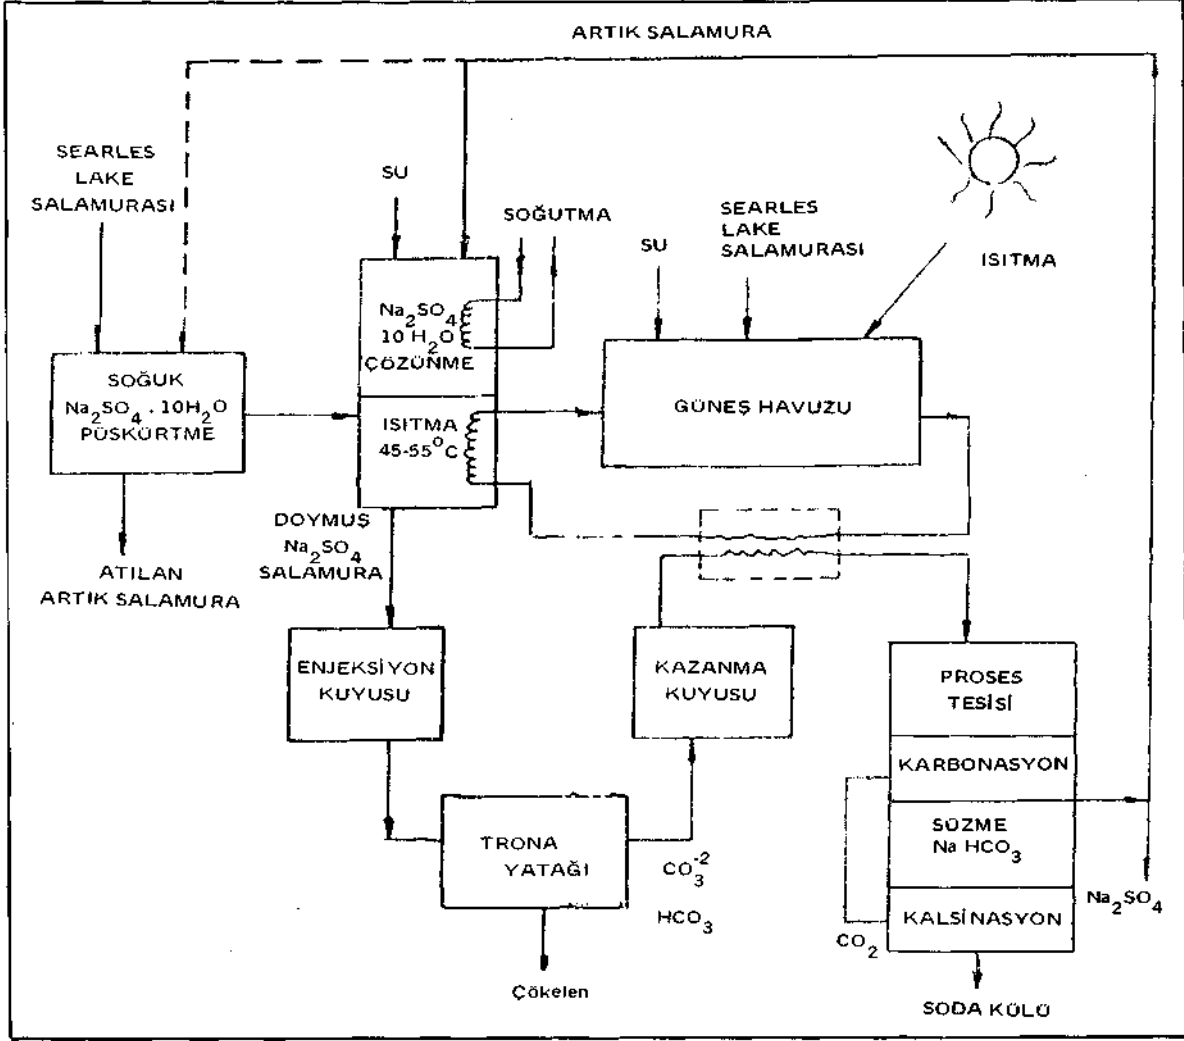 ARTIK SALAMURA
SEARLES
LAKE
SALAMURASI
SU
SOĞUTMA
SEARLES
LAKE
SALAMURASI
SU
ISITMA
Na2SO4
10 H2O
ÇÖZÜNME
SOĞUK
Na2SO4 . 10H2O
PÜSKÜRTME
ISITMA
45-55°C
GÜNEŞ HAVUZU
DOYMUŞ
Na2SO4
SALAMURA
ATILAN
ARTIK SALAMURA
ENJEKSİYON
KUYUSU
KAZANMA
KUYUSU
PROSES
TESİSİ
KARBONASYON
SÜZME
Na HCO3
KALSİNASYON
TRONA
YATAĞI
CO3-2
HCO3
Na2SO4
CO2
Çökelen
SODA KÜLÜ